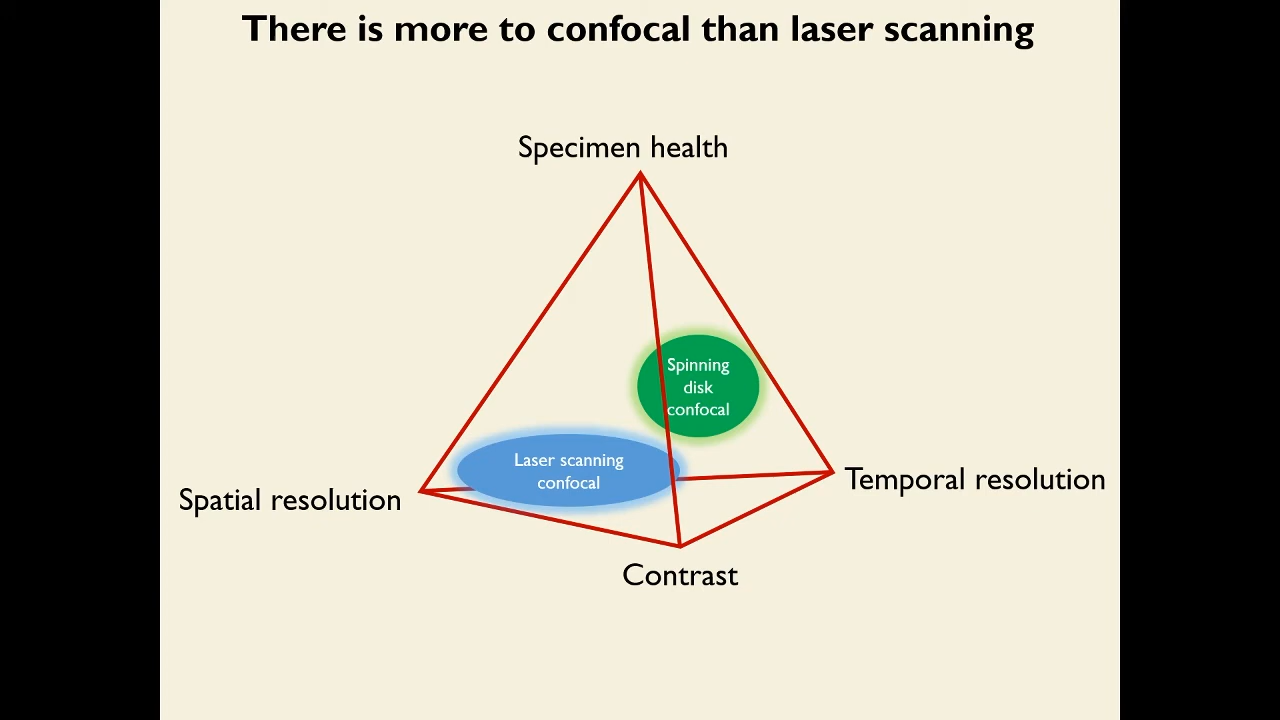 There is more to confocal than laser scanning
Specimen health
Spinning
disk
confocal
Laser scanning
confocal
Spatial resolution
Temporal resolution
Contrast